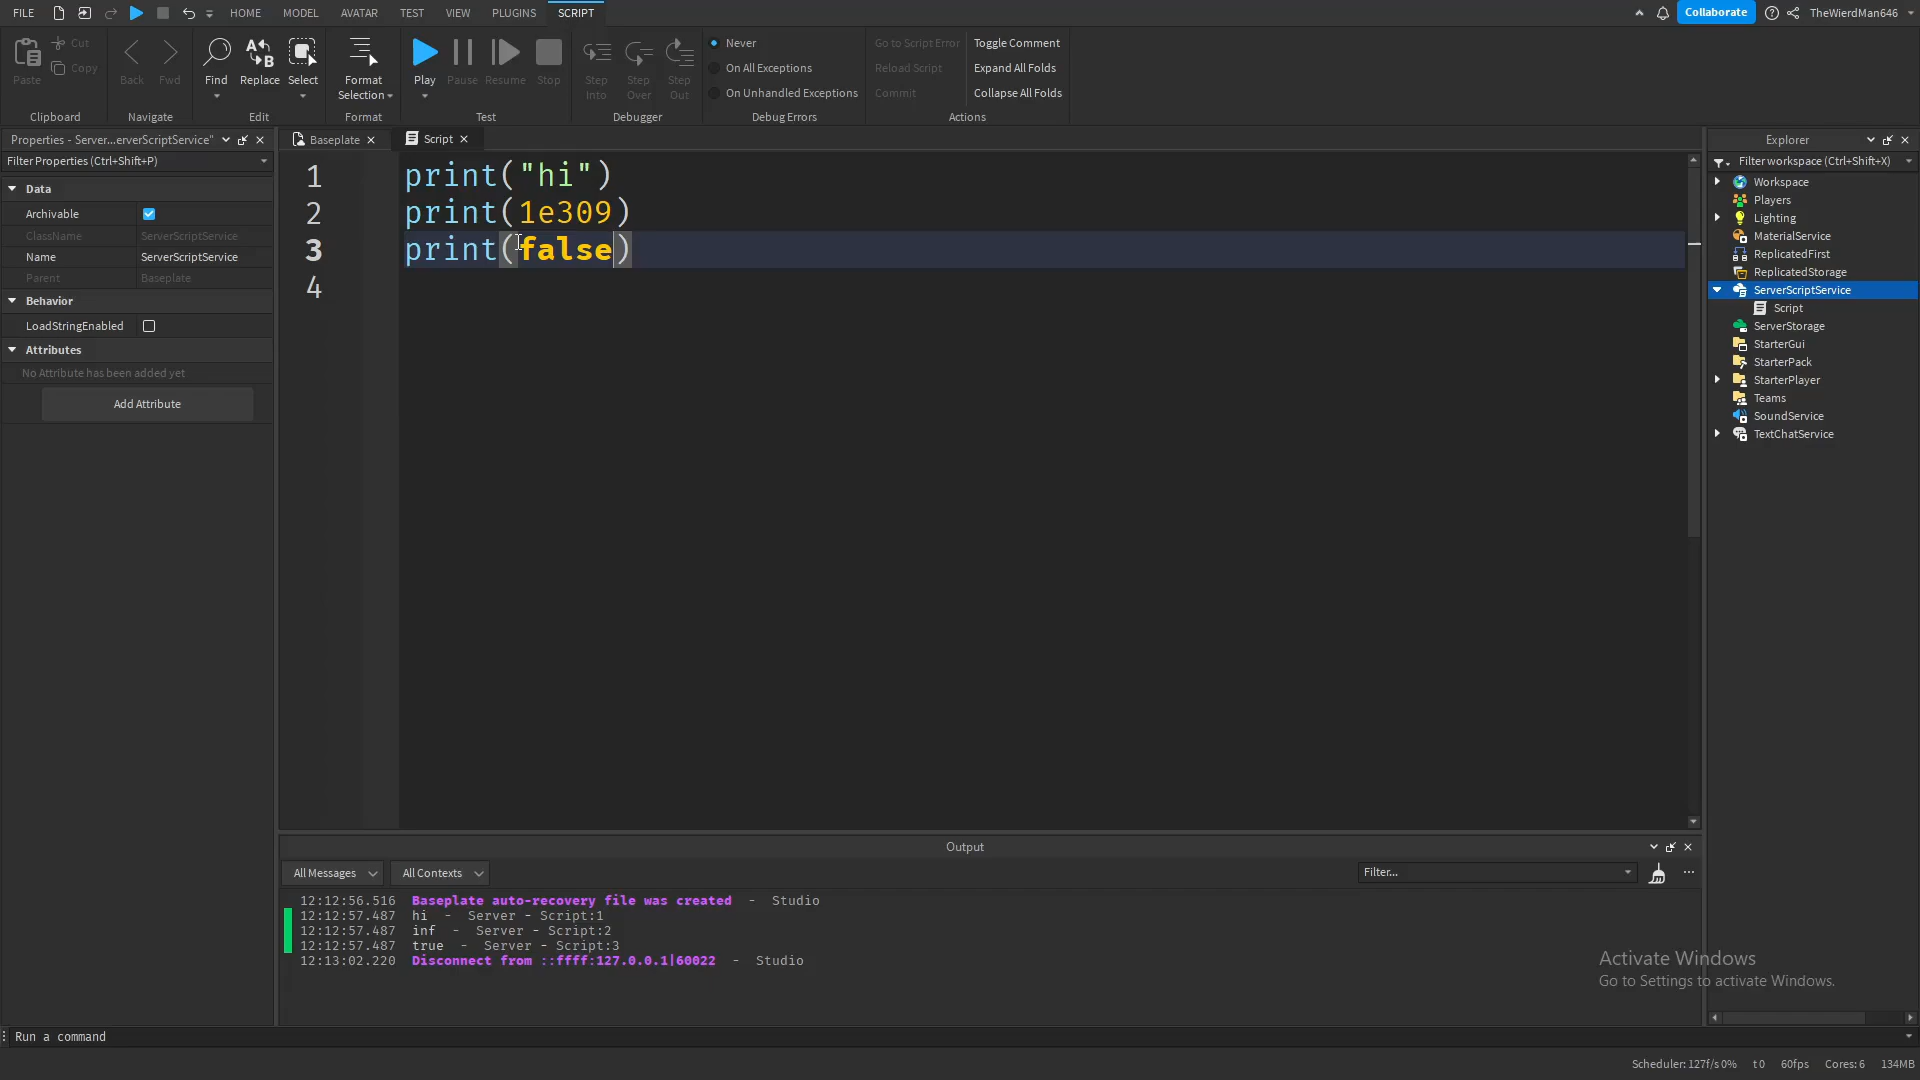 FILE HOME MODEL AVATAR TEST VIEW PLUGINS SCRIPT Collaborate TheWierdMan646
Paste Cut Copy
Clipboard
Back Fwd
Navigate
Find Replace Select
Edit
Format Selection
Format
Play Pause Resume Stop
Test
Step Into Step Over Step Out
Debugger
Never
On All Exceptions
On Unhandled Exceptions
Debug Errors
Go to Script Error
Reload Script
Commit
Toggle Comment
Expand All Folds
Collapse All Folds
Actions
Properties - Server...erverScriptService"
Filter Properties (Ctrl+Shift+P)
Data
Archivable
ClassName ServerScriptService
Name ServerScriptService
Parent Baseplate
Behavior
LoadStringEnabled
Attributes
No Attribute has been added yet
Add Attribute
Baseplate Script
1 print("hi")
2 print(1e309)
3 print(false)
4
Explorer
Filter workspace (Ctrl+Shift+X)
Workspace
Players
Lighting
MaterialService
ReplicatedFirst
ReplicatedStorage
ServerScriptService
Script
ServerStorage
StarterGui
StarterPack
StarterPlayer
Teams
SoundService
TextChatService
Output
All Messages All Contexts Filter... ...
12:12:56.516 Baseplate auto-recovery file was created - Studio
12:12:57.487 hi - Server - Script:1
12:12:57.487 inf - Server - Script:2
12:12:57.487 true - Server - Script:3
12:13:02.220 Disconnect from ::ffff:127.0.0.1|60022 - Studio
Activate Windows
Go to Settings to activate Windows.
Run a command
Scheduler: 127f/s 0% t 0 60fps Cores: 6 134MB